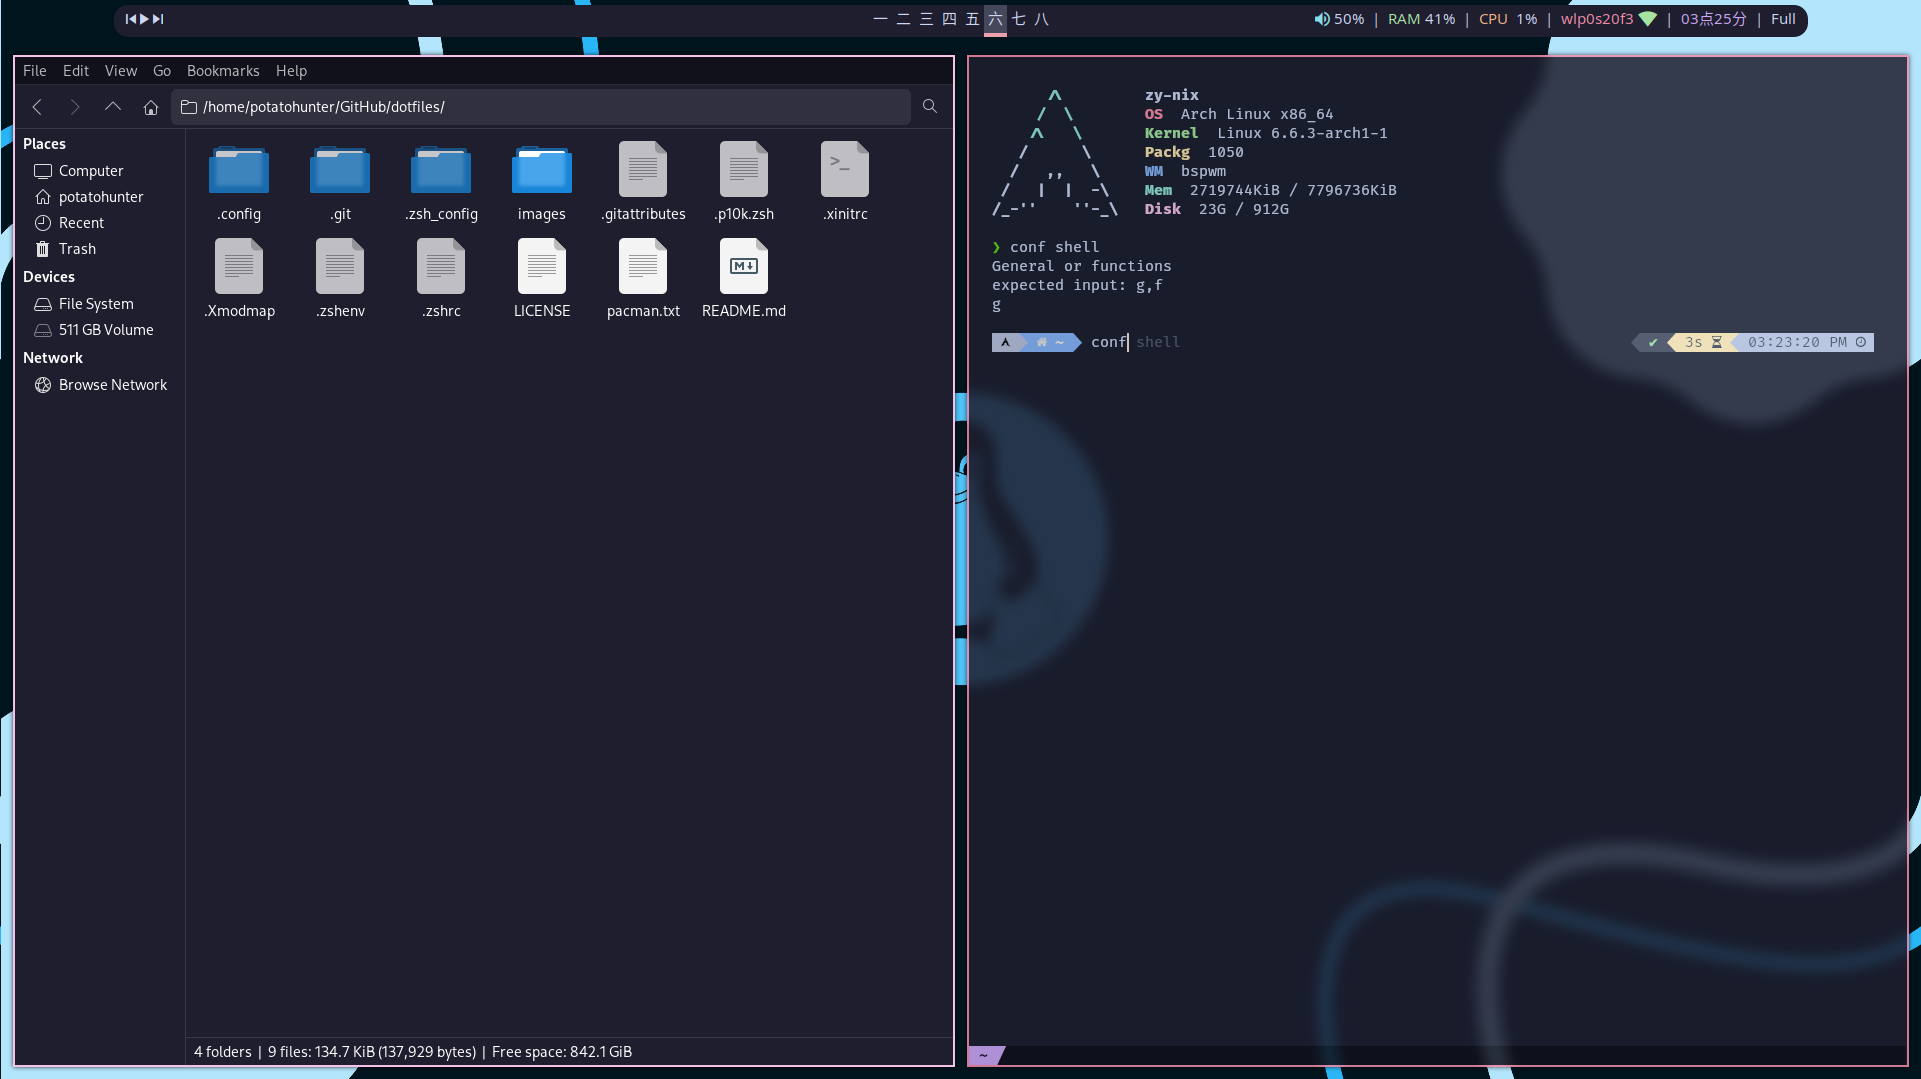 一 二 三 四 五 六 七 八
50% | RAM 41% | CPU 1% | wlp0s20f3 | 03点25分 | Full
File Edit View Go Bookmarks Help
/home/potatohunter/GitHub/dotfiles/
Places
Computer
potatohunter
Recent
Trash
Devices
File System
511 GB Volume
Network
Browse Network
.config .git .zsh_config images .gitattributes .p10k.zsh .xinitrc
.Xmodmap .zshenv .zshrc LICENSE pacman.txt README.md
4 folders | 9 files: 134.7 KiB (137,929 bytes) | Free space: 842.1 GiB
zy-nix
OS Arch Linux x86_64
Kernel Linux 6.6.3-arch1-1
Packg 1050
WM bspwm
Mem 2719744KiB / 7796736KiB
Disk 23G / 912G
❯ conf shell
General or functions
expected input: g,f
g
~ conf shell ✔ 3s 03:23:20 PM
~